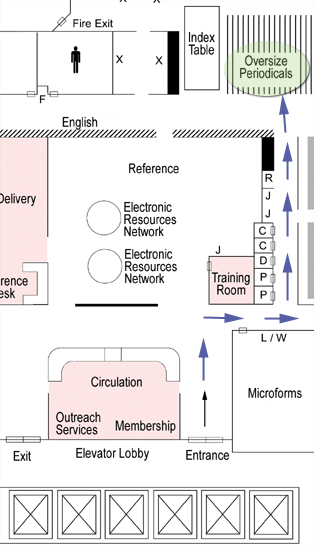 Fire Exit
X
X
Index
Table
Oversize
Periodicals
F
English
Reference
R
J
J
Delivery
Electronic
Resources
Network
C
C
D
P
P
Electronic
Resources
Network
J
Training
Room
erence
esk
L / W
Circulation
Microforms
Outreach
Services
Membership
Exit
Elevator Lobby
Entrance